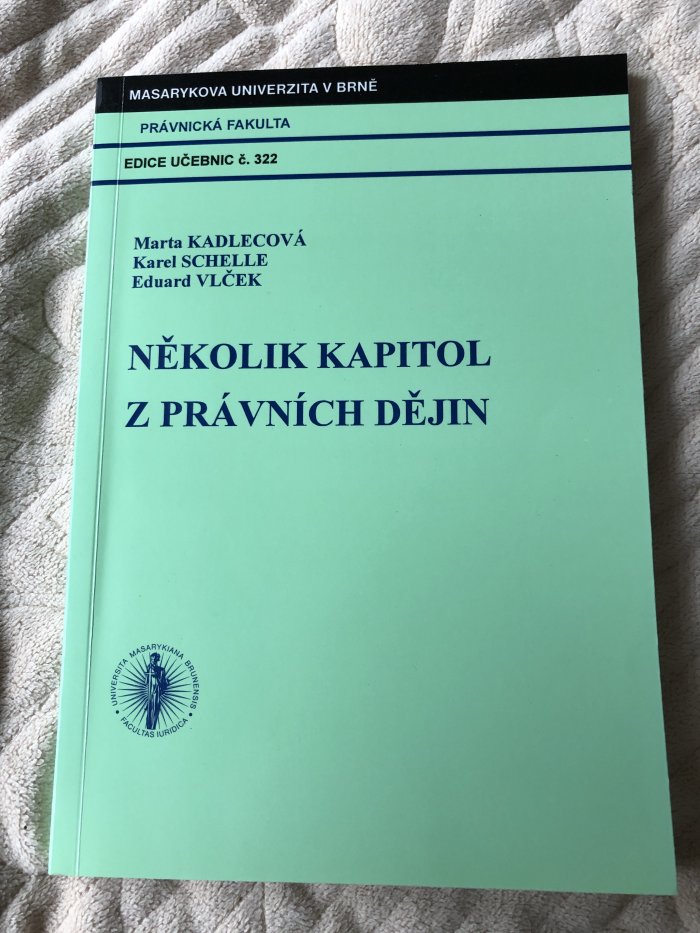 MASARYKOVA UNIVERZITA V BRNĚ
PRÁVNICKÁ FAKULTA
EDICE UČEBNIC č. 322
Marta KADLECOVÁ
Karel SCHELLE
Eduard VLČEK
NĚKOLIK KAPITOL
Z PRÁVNÍCH DĚJIN
UNIVERSITA MASARYKIANA BRUNENSIS
FACULTAS IURIDICA